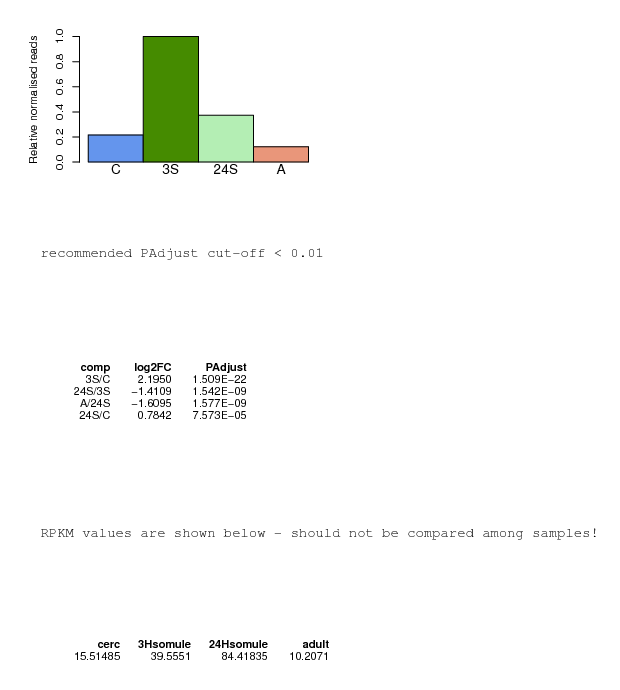 Relative normalised reads
1.0
0.8
0.6
0.4
0.2
0.0
C 3S 24S A
recommended PAdjust cut-off < 0.01
comp log2FC PAdjust
3S/C 2.1950 1.509E−22
24S/3S −1.4109 1.542E−09
A/24S −1.6095 1.577E−09
24S/C 0.7842 7.573E−05
RPKM values are shown below - should not be compared among samples!
cerc 3Hsomule 24Hsomule adult
15.51485 39.5551 84.41835 10.2071